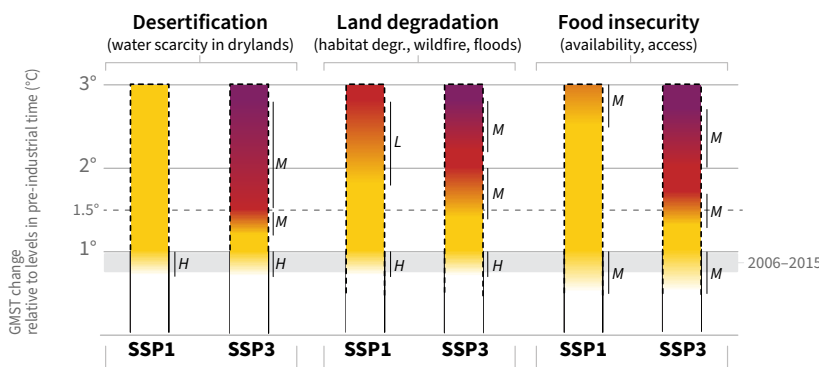 Desertification
(water scarcity in drylands)
Land degradation
(habitat degr., wildfire, floods)
Food insecurity
(availability, access)
GMST change
relative to levels in pre-industrial time (°C)
3°
2°
1.5°
1°
M
M
L
M
M
M
M
M
H
H
H
H
M
M
2006–2015
SSP1
SSP3
SSP1
SSP3
SSP1
SSP3